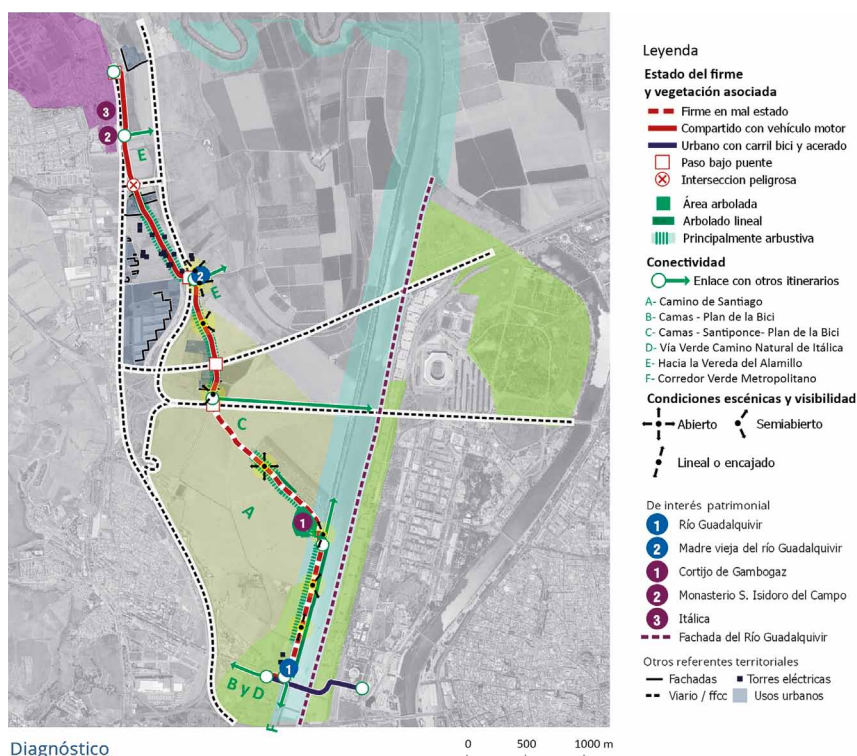 3
2
E
2
E
C
1
A
1
B y D
F
Diagnóstico
0 500 1000 m
Leyenda
Estado del firme
y vegetación asociada
Firme en mal estado
Compartido con vehículo motor
Urbano con carril bici y acerado
Paso bajo puente
Interseccion peligrosa
Área arbolada
Arbolado lineal
Principalmente arbustiva
Conectividad
Enlace con otros itinerarios
A- Camino de Santiago
B- Camas - Plan de la Bici
C- Camas - Santiponce- Plan de la Bici
D- Vía Verde Camino Natural de Itálica
E- Hacia la Vereda del Alamillo
F- Corredor Verde Metropolitano
Condiciones escénicas y visibilidad
Abierto Semiabierto
Lineal o encajado
De interés patrimonial
1 Río Guadalquivir
2 Madre vieja del río Guadalquivir
1 Cortijo de Gambogaz
2 Monasterio S. Isidoro del Campo
3 Itálica
Fachada del Río Guadalquivir
Otros referentes territoriales
Fachadas Torres eléctricas
Viario / ffcc Usos urbanos